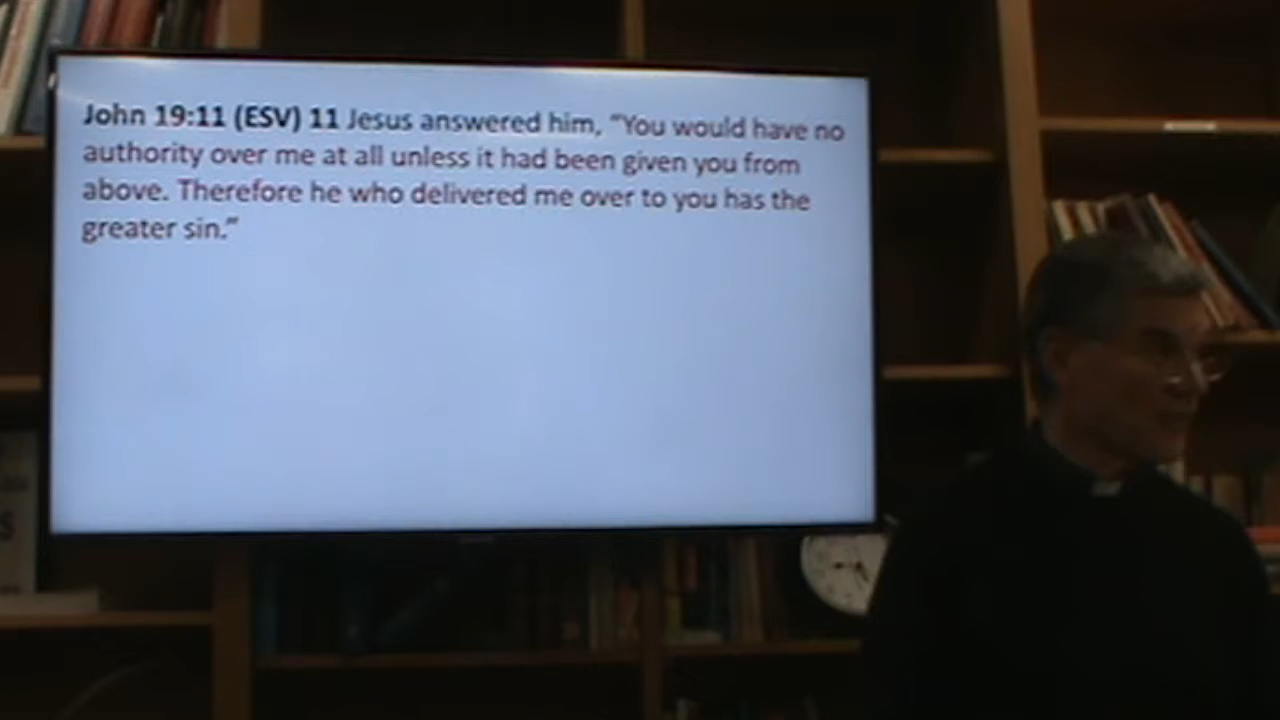 John 19:11 (ESV) 11 Jesus answered him, "You would have no
authority over me at all unless it had been given you from
above. Therefore he who delivered me over to you has the
greater sin."
S